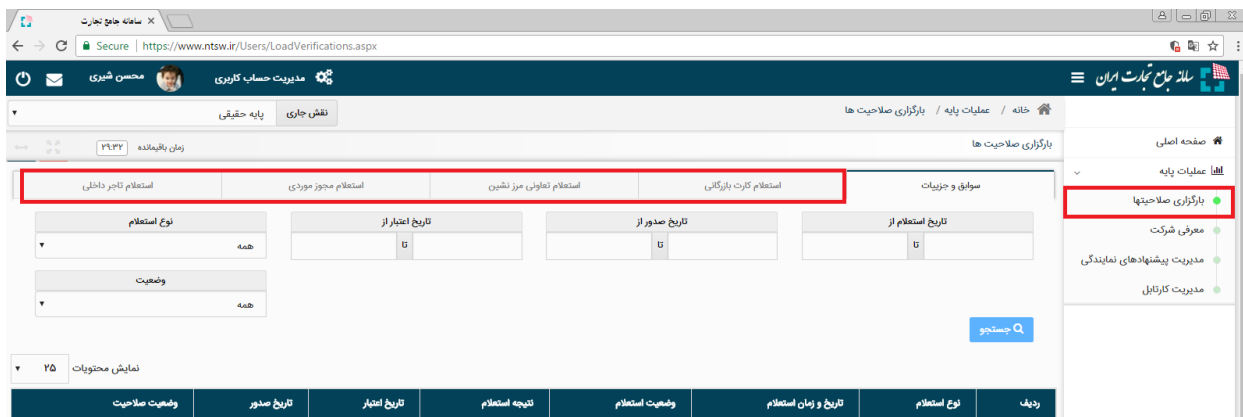 سامانه جامع تجارت
Secure | https://www.ntsw.ir/Users/LoadVerifications.aspx
سامانه جامع تجارت ایران
مدیریت حساب کاربری
محسن شیری
خانه / عملیات پایه / بارگزاری صلاحیت ها
نقش جاری
پایه حقیقی
صفحه اصلی
عملیات پایه
بارگزاری صلاحیتها
معرفی شرکت
مدیریت پیشنهادهای نمایندگی
مدیریت کارتابل
بارگزاری صلاحیت ها
زمان باقیمانده ۲۹:۳۲
سوابق و جزییات
استعلام کارت بازرگانی
استعلام تعاونی مرز نشین
استعلام مجوز موردی
استعلام تاجر داخلی
تاریخ استعلام از
تاریخ صدور از
تاریخ اعتبار از
نوع استعلام
تا
تا
تا
همه
وضعیت
همه
جستجو
نمایش محتویات ۲۵
ردیف
نوع استعلام
تاریخ و زمان استعلام
وضعیت استعلام
نتیجه استعلام
تاریخ اعتبار
تاریخ صدور
وضعیت صلاحیت